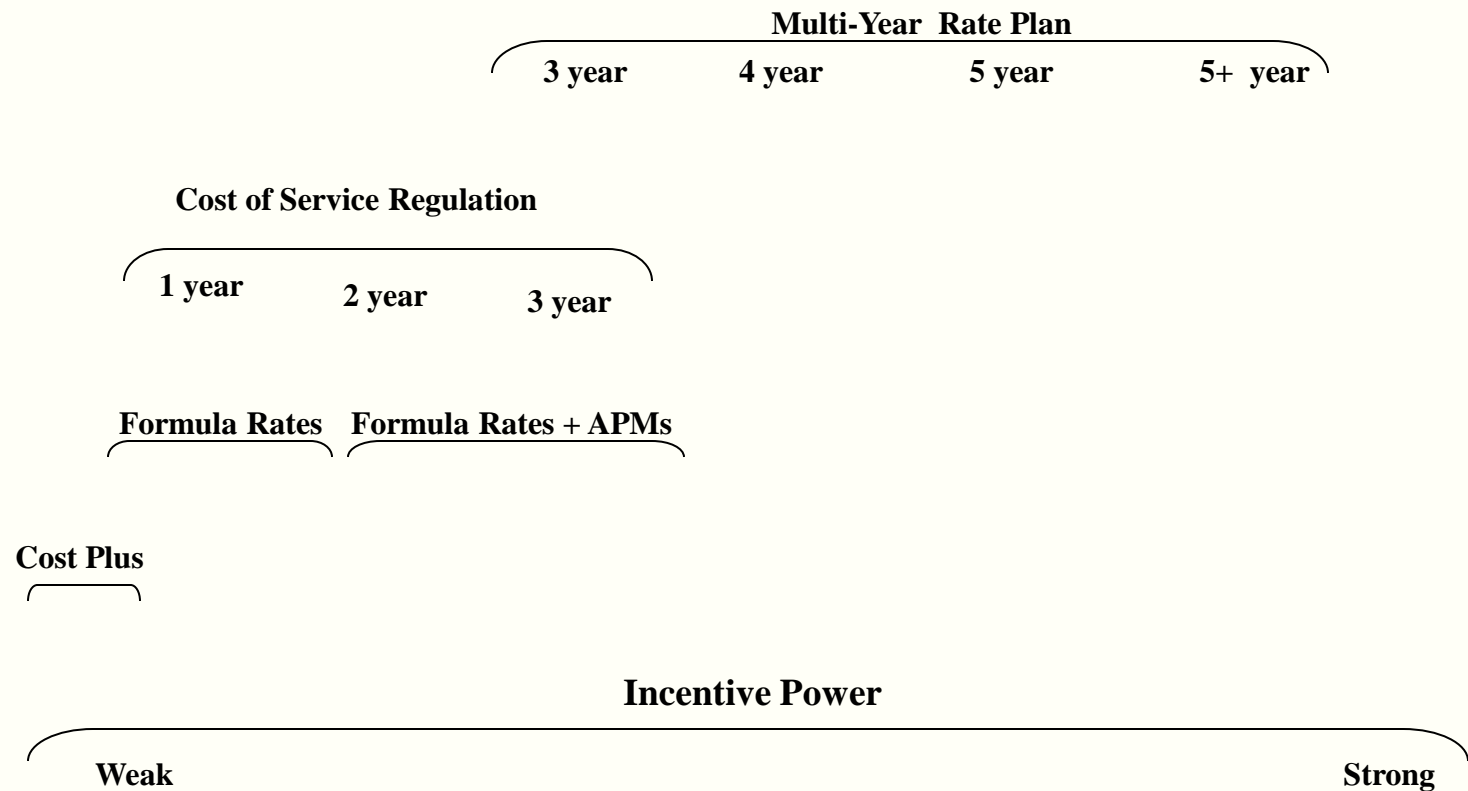 Multi-Year Rate Plan
3 year 4 year 5 year 5+ year
Cost of Service Regulation
1 year 2 year 3 year
Formula Rates Formula Rates + APMs
Cost Plus
Incentive Power
Weak Strong